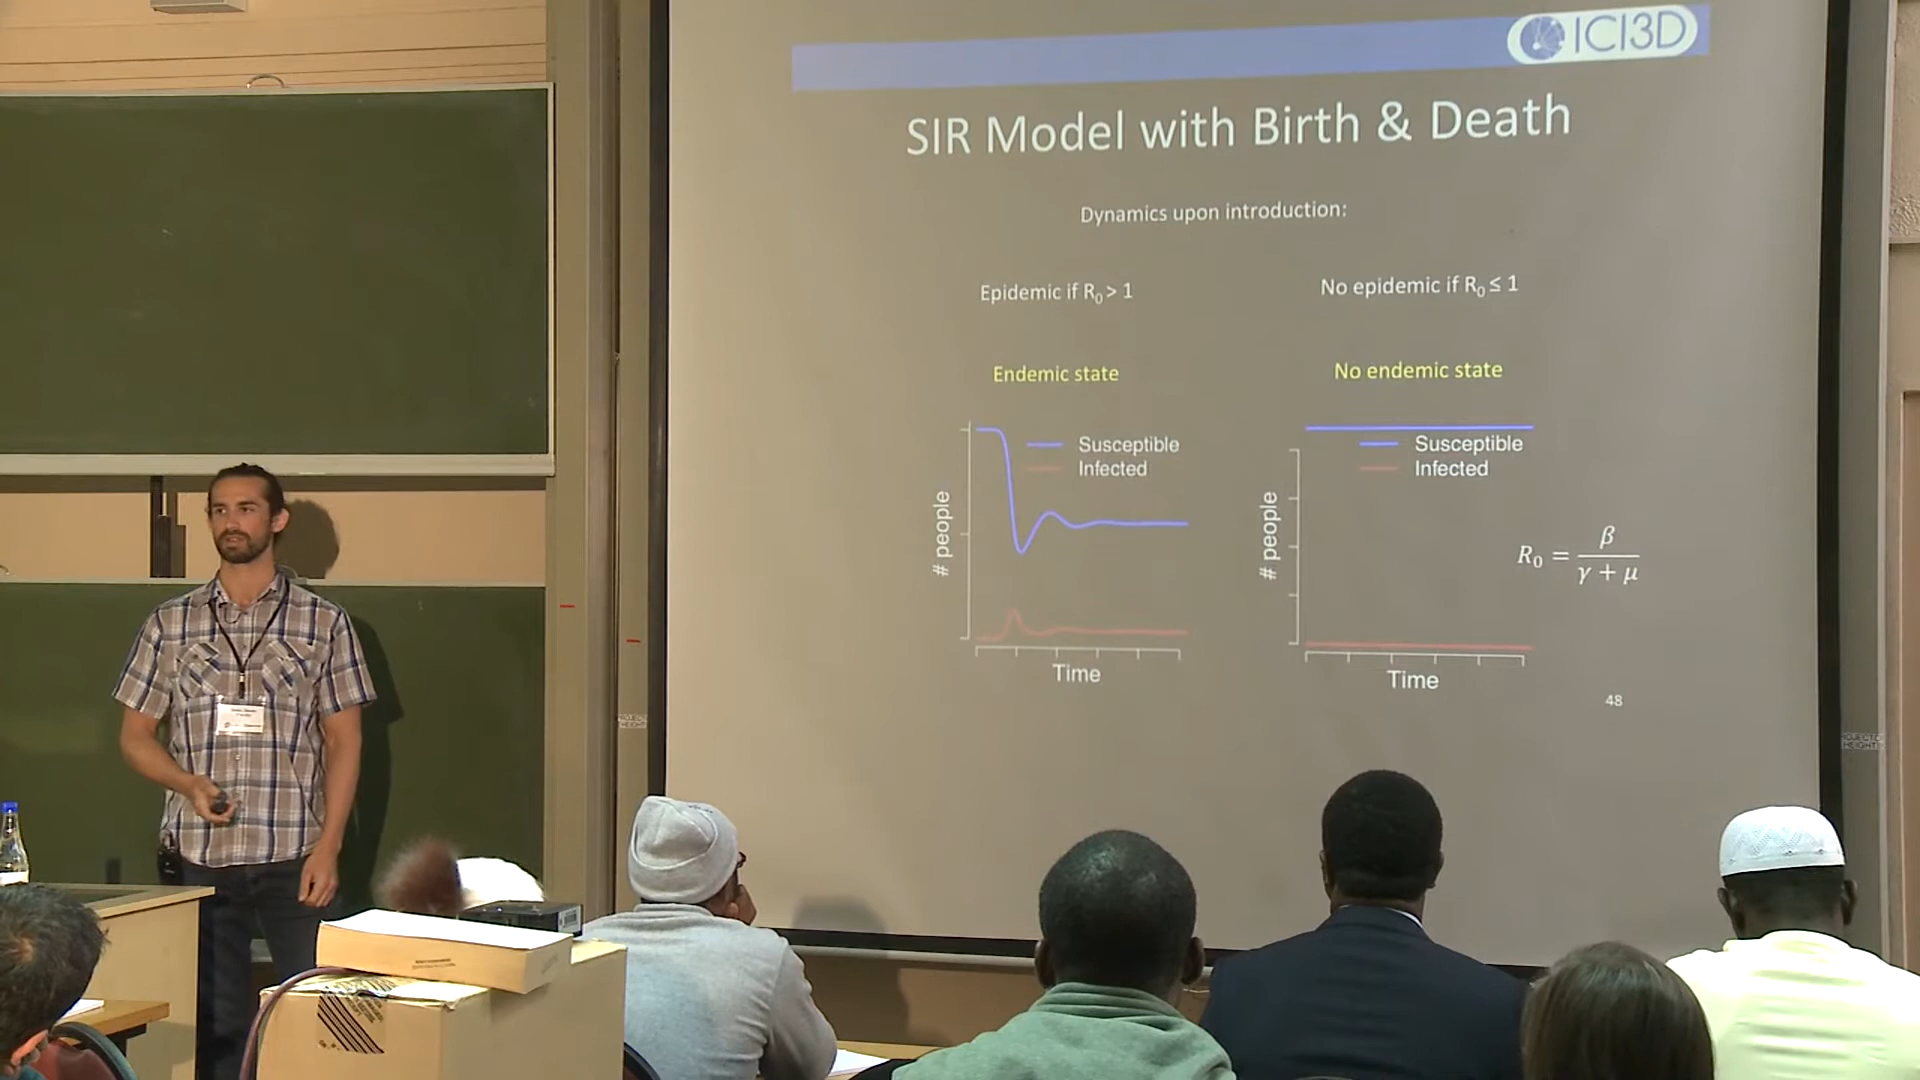 ICI3D
SIR Model with Birth & Death
Dynamics upon introduction:
Epidemic if R₀ > 1
No epidemic if R₀ ≤ 1
Endemic state
No endemic state
Susceptible
Infected
# people
Time
Susceptible
Infected
# people
Time
R₀ = β / (γ + μ)
48